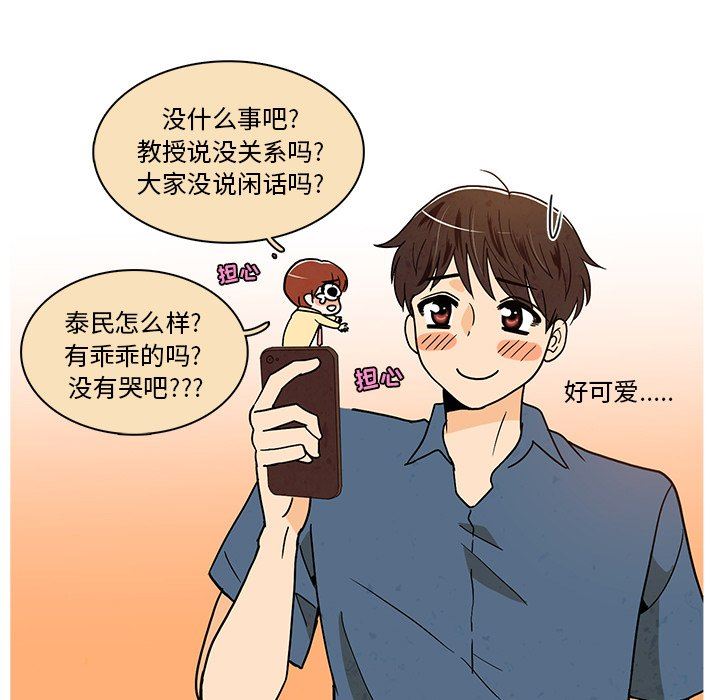 没什么事吧?
教授说没关系吗?
大家没说闲话吗?
担心
泰民怎么样?
有乖乖的吗?
没有哭吧???
担心
好可爱.....